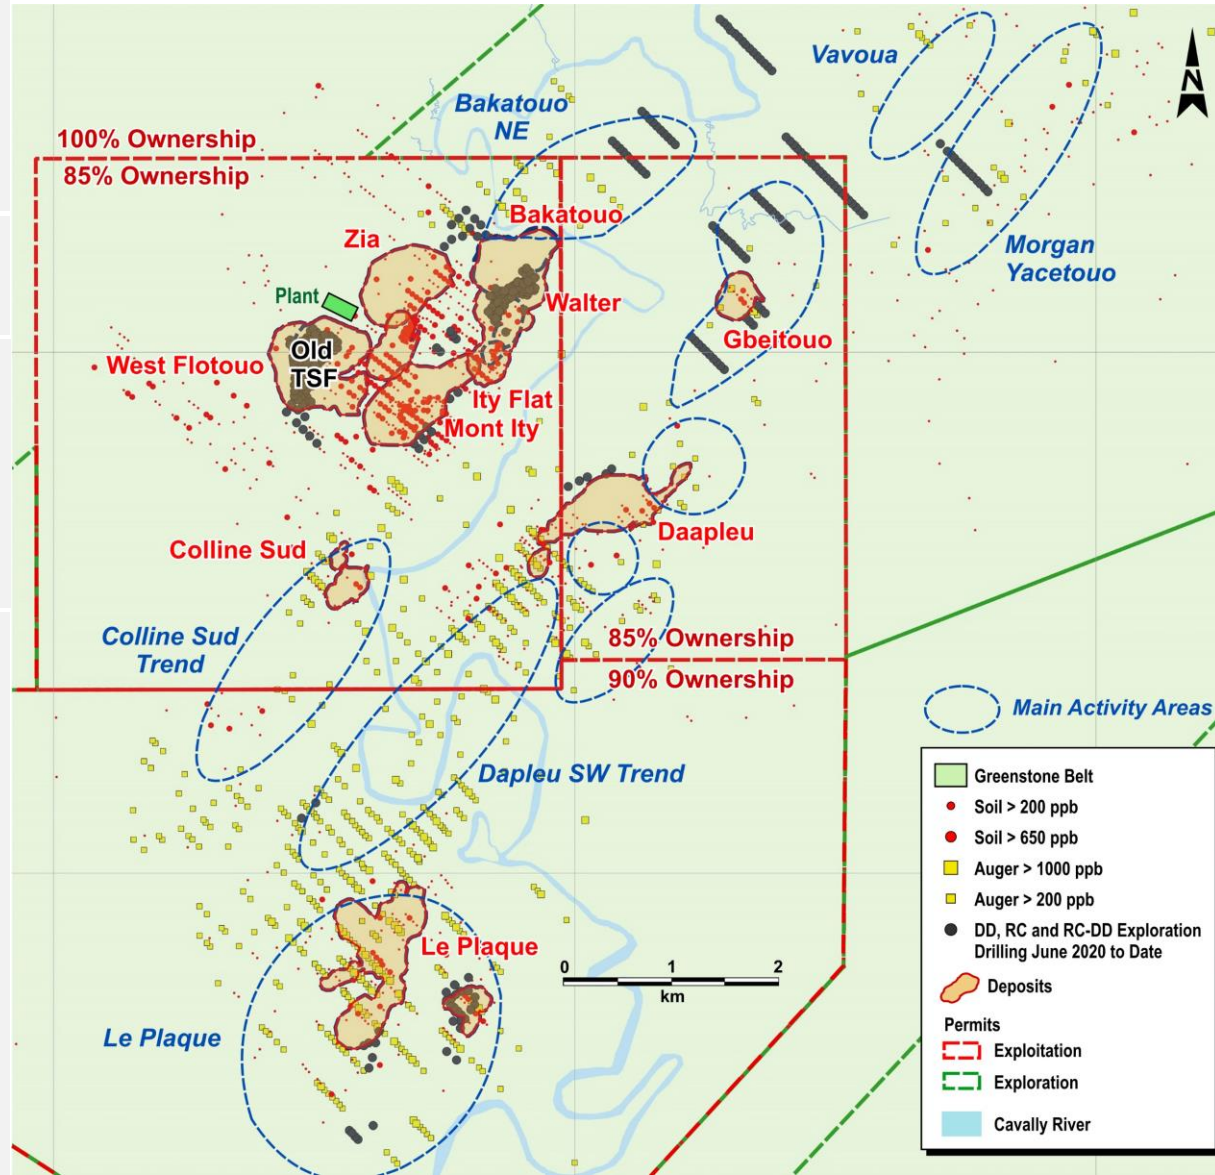 Vavoua
N
Bakatouo
NE
100% Ownership
85% Ownership
Bakatouo
Zia
Morgan
Yacetouo
Plant
Walter
Gbeitouo
Old
TSF
West Flotouo
Ity Flat
Mont Ity
Daapleu
Colline Sud
Colline Sud
Trend
85% Ownership
90% Ownership
Main Activity Areas
Dapleu SW Trend
Greenstone Belt
Soil > 200 ppb
Soil > 650 ppb
Auger > 1000 ppb
Auger > 200 ppb
DD, RC and RC-DD Exploration
Drilling June 2020 to Date
Deposits
Permits
Exploitation
Exploration
Cavally River
Le Plaque
0 1 2
km
Le Plaque